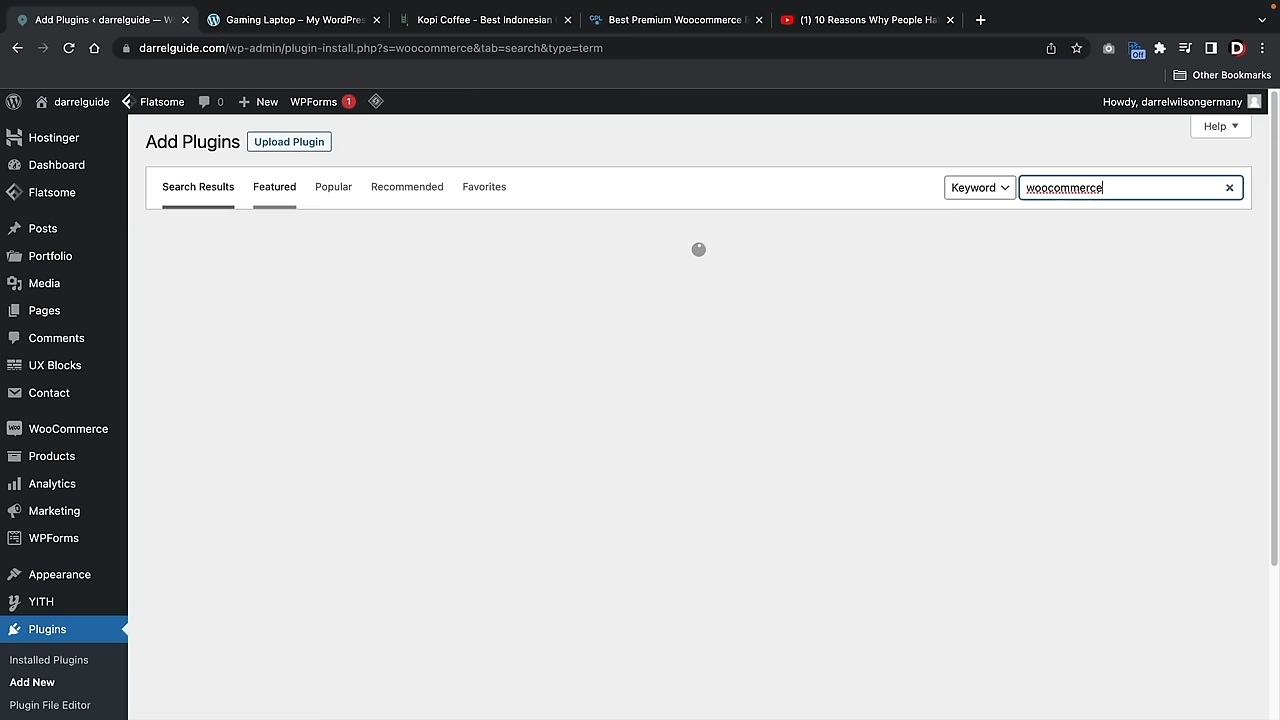 Add Plugins ‹ darrelguide — W
Gaming Laptop – My WordPres
Kopi Coffee - Best Indonesian
GPL Best Premium Woocommerce
(1) 10 Reasons Why People Ha
darrelguide.com/wp-admin/plugin-install.php?s=woocommerce&tab=search&type=term
Off
D
Other Bookmarks
darrelguide
Flatsome
0
New
WPForms 1
Howdy, darrelwilsongermany
Hostinger
Dashboard
Flatsome
Posts
Portfolio
Media
Pages
Comments
UX Blocks
Contact
WooCommerce
Products
Analytics
Marketing
WPForms
Appearance
YITH
Plugins
Installed Plugins
Add New
Plugin File Editor
Add Plugins
Upload Plugin
Help
Search Results
Featured
Popular
Recommended
Favorites
Keyword
woocommerce